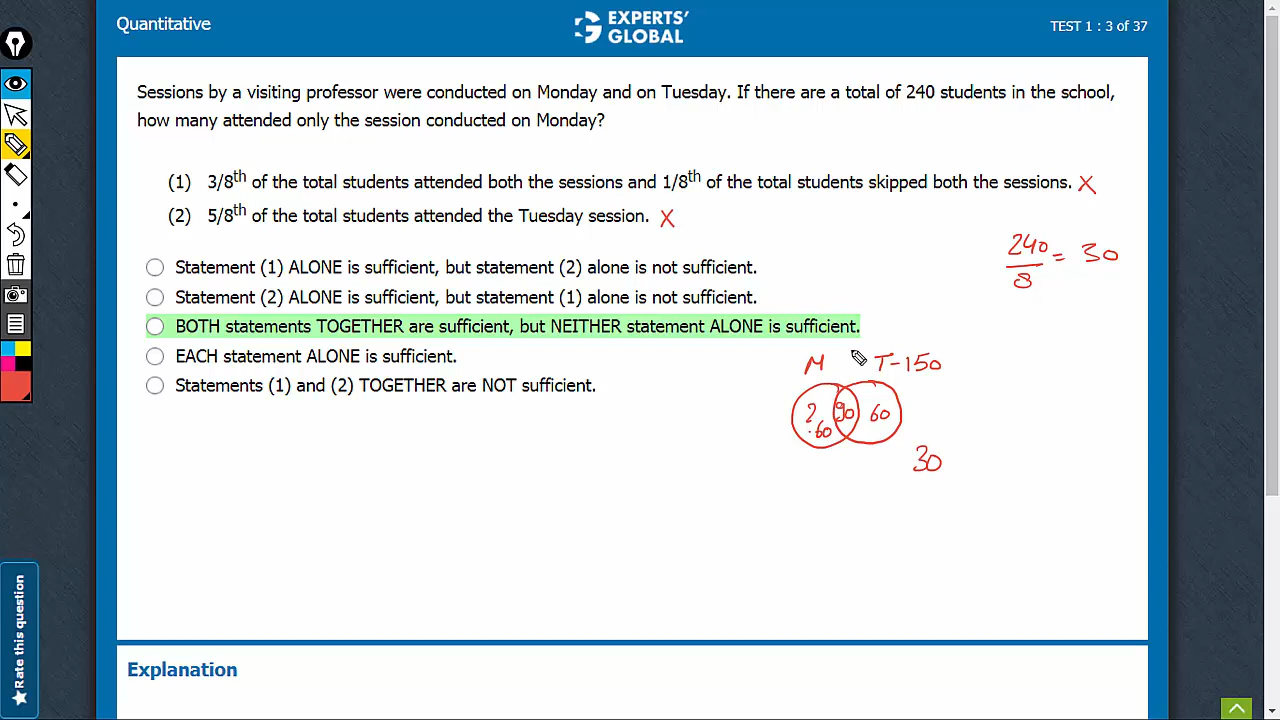 Quantitative
EXPERTS'
GLOBAL
TEST 1 : 3 of 37
Sessions by a visiting professor were conducted on Monday and on Tuesday. If there are a total of 240 students in the school,
how many attended only the session conducted on Monday?
(1) 3/8th of the total students attended both the sessions and 1/8th of the total students skipped both the sessions. X
(2) 5/8th of the total students attended the Tuesday session. X
240
8
= 30
Statement (1) ALONE is sufficient, but statement (2) alone is not sufficient.
Statement (2) ALONE is sufficient, but statement (1) alone is not sufficient.
BOTH statements TOGETHER are sufficient, but NEITHER statement ALONE is sufficient.
EACH statement ALONE is sufficient.
Statements (1) and (2) TOGETHER are NOT sufficient.
M T-150
? 90 60
60
30
Rate this question
Explanation